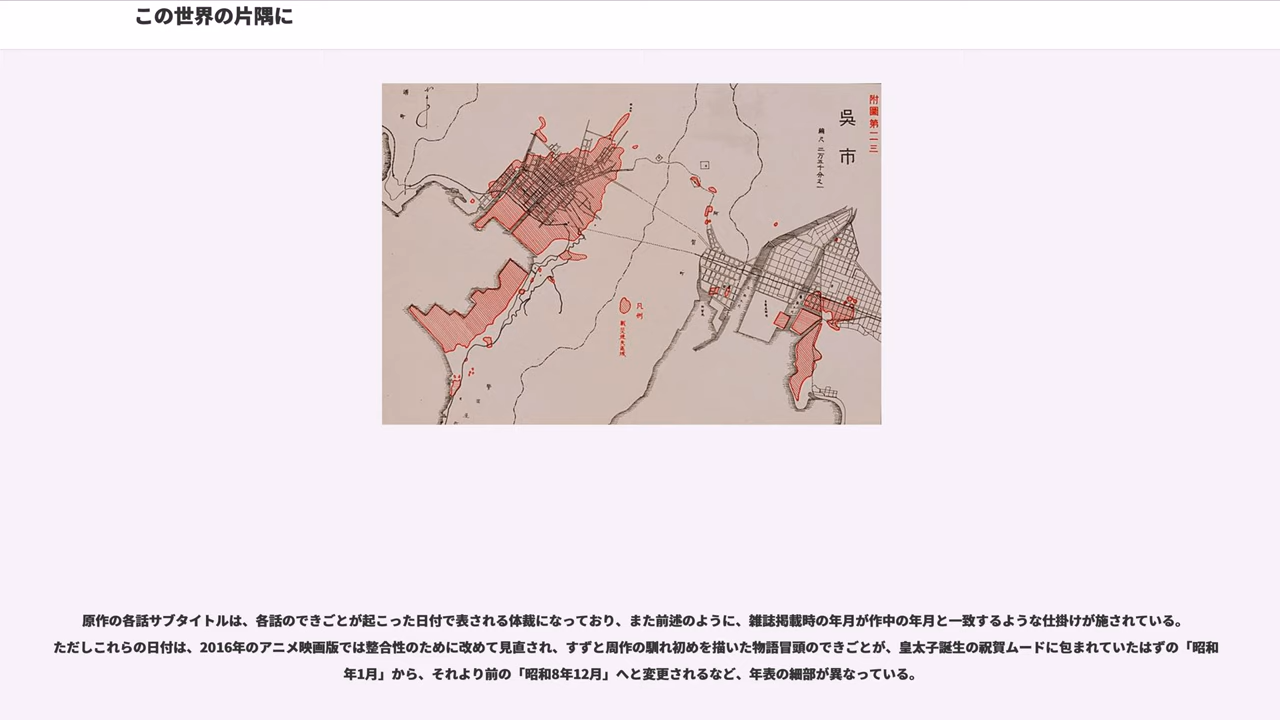 この世界の片隅に
附圖第二三
呉市
縮尺二万五千分之一
凡例
原作の各話サブタイトルは、各話のできごとが起こった日付で表される体裁になっており、また前述のように、雑誌掲載時の年月が作中の年月と一致するような仕掛けが施されている。
ただしこれらの日付は、2016年のアニメ映画版では整合性のために改めて見直され、すずと周作の馴れ初めを描いた物語冒頭のできごとが、皇太子誕生の祝賀ムードに包まれていたはずの「昭和
年1月」から、それより前の「昭和8年12月」へと変更されるなど、年表の細部が異なっている。